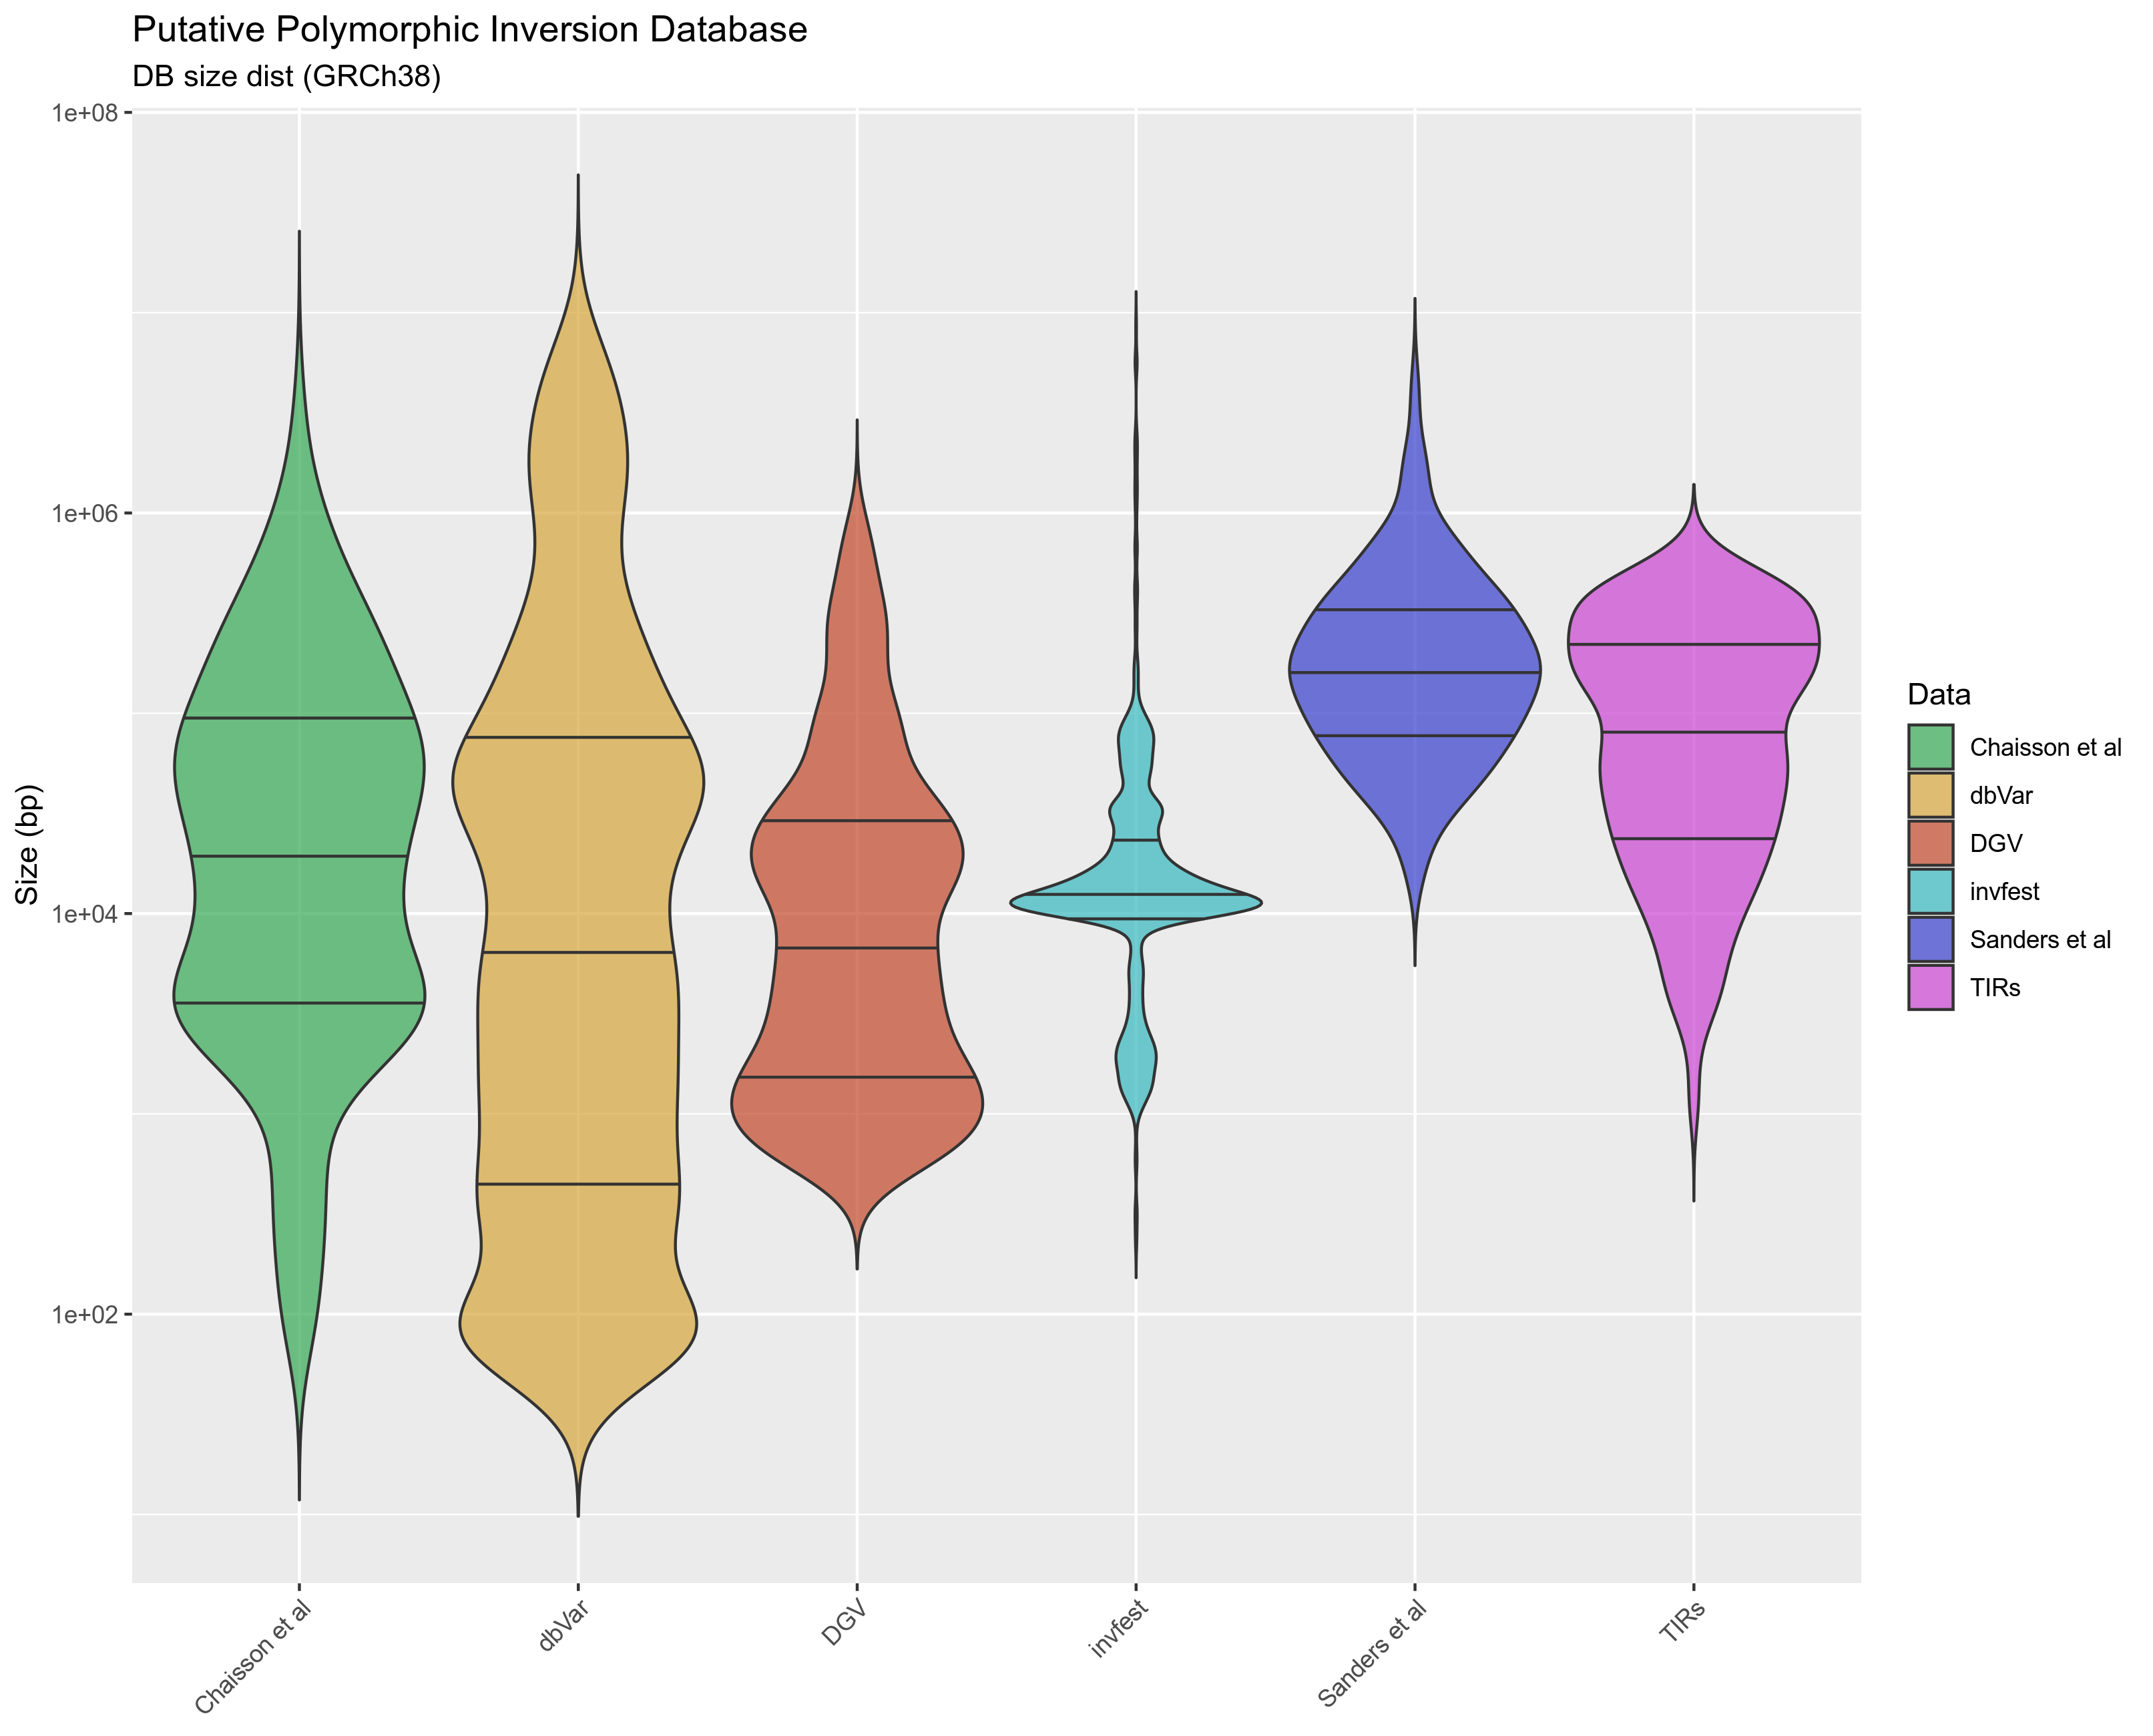 Putative Polymorphic Inversion Database
DB size dist (GRCh38)
Size (bp)
1e+08
1e+06
1e+04
1e+02
Chaisson et al
dbVar
DGV
invfest
Sanders et al
TIRs
Data
Chaisson et al
dbVar
DGV
invfest
Sanders et al
TIRs